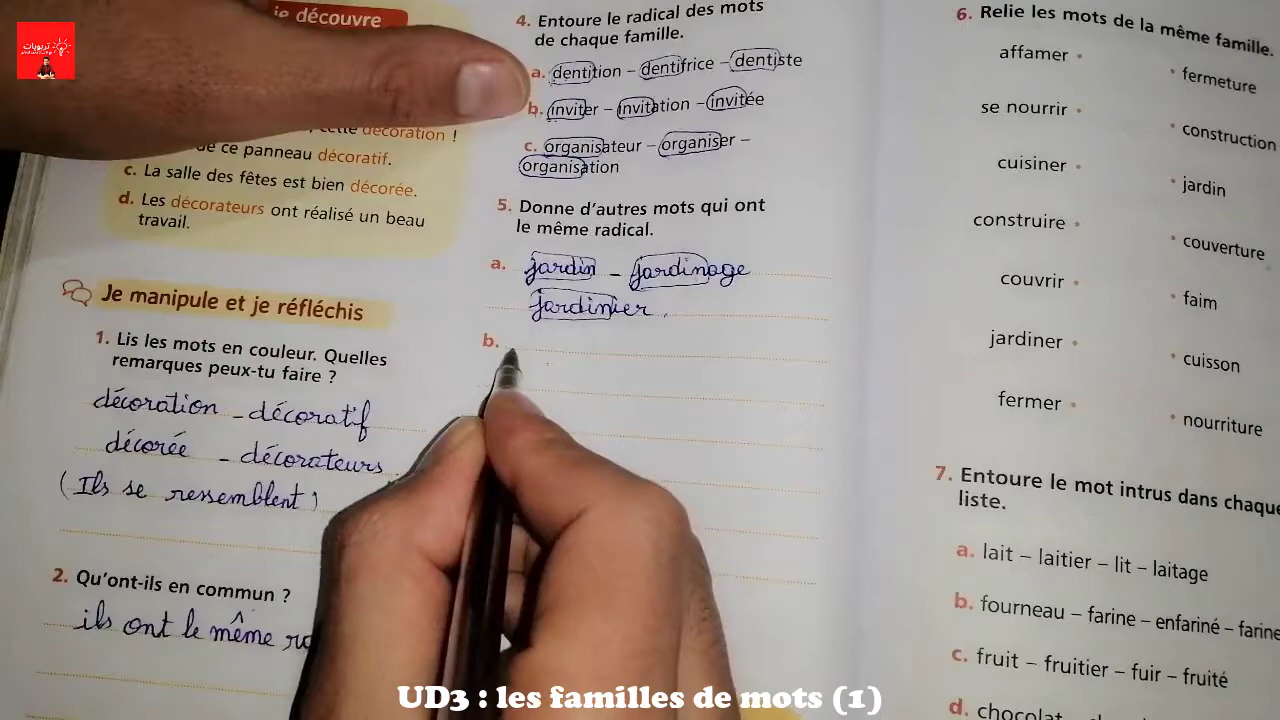 تربويات
je découvre
cette décoration !
de ce panneau décoratif.
c. La salle des fêtes est bien décorée.
d. Les décorateurs ont réalisé un beau
travail.
Je manipule et je réfléchis
1. Lis les mots en couleur. Quelles
remarques peux-tu faire ?
décoration - décoratif
décorée - décorateurs
(Ils se ressemblent)
2. Qu'ont-ils en commun ?
ils ont le même
4. Entoure le radical des mots
de chaque famille.
a. dentition – dentifrice – dentiste
b. inviter – invitation – invitée
c. organisateur – organiser –
organisation
5. Donne d'autres mots qui ont
le même radical.
a. jardin - jardinage
jardinier.
b.
6. Relie les mots de la même famille.
affamer • • fermeture
se nourrir • • construction
cuisiner • • jardin
construire • • couverture
couvrir • • faim
jardiner • • cuisson
fermer • • nourriture
7. Entoure le mot intrus dans chaque
liste.
a. lait – laitier – lit – laitage
b. fourneau – farine – enfariné – farine
c. fruit – fruitier – fuir – fruité
d. chocolat
UD3 : les familles de mots (1)